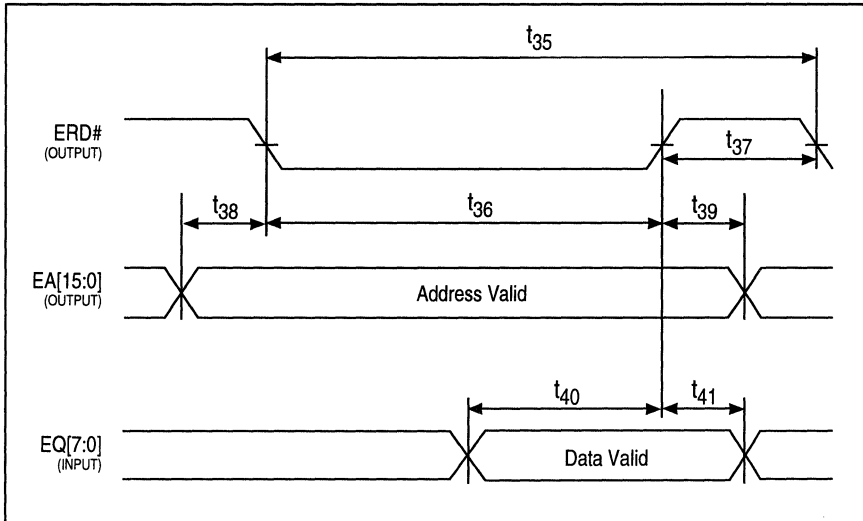 t35
ERD#
(OUTPUT)
t37
t38
t36
t39
EA[15:0]
(OUTPUT)
Address Valid
t40
t41
EQ[7:0]
(INPUT)
Data Valid